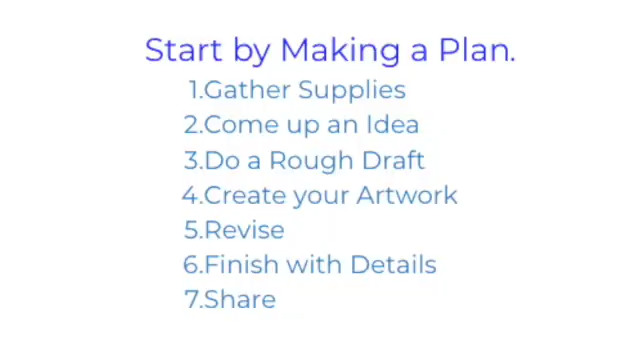 Start by Making a Plan.
1.Gather Supplies
2.Come up an Idea
3.Do a Rough Draft
4.Create your Artwork
5.Revise
6.Finish with Details
7.Share